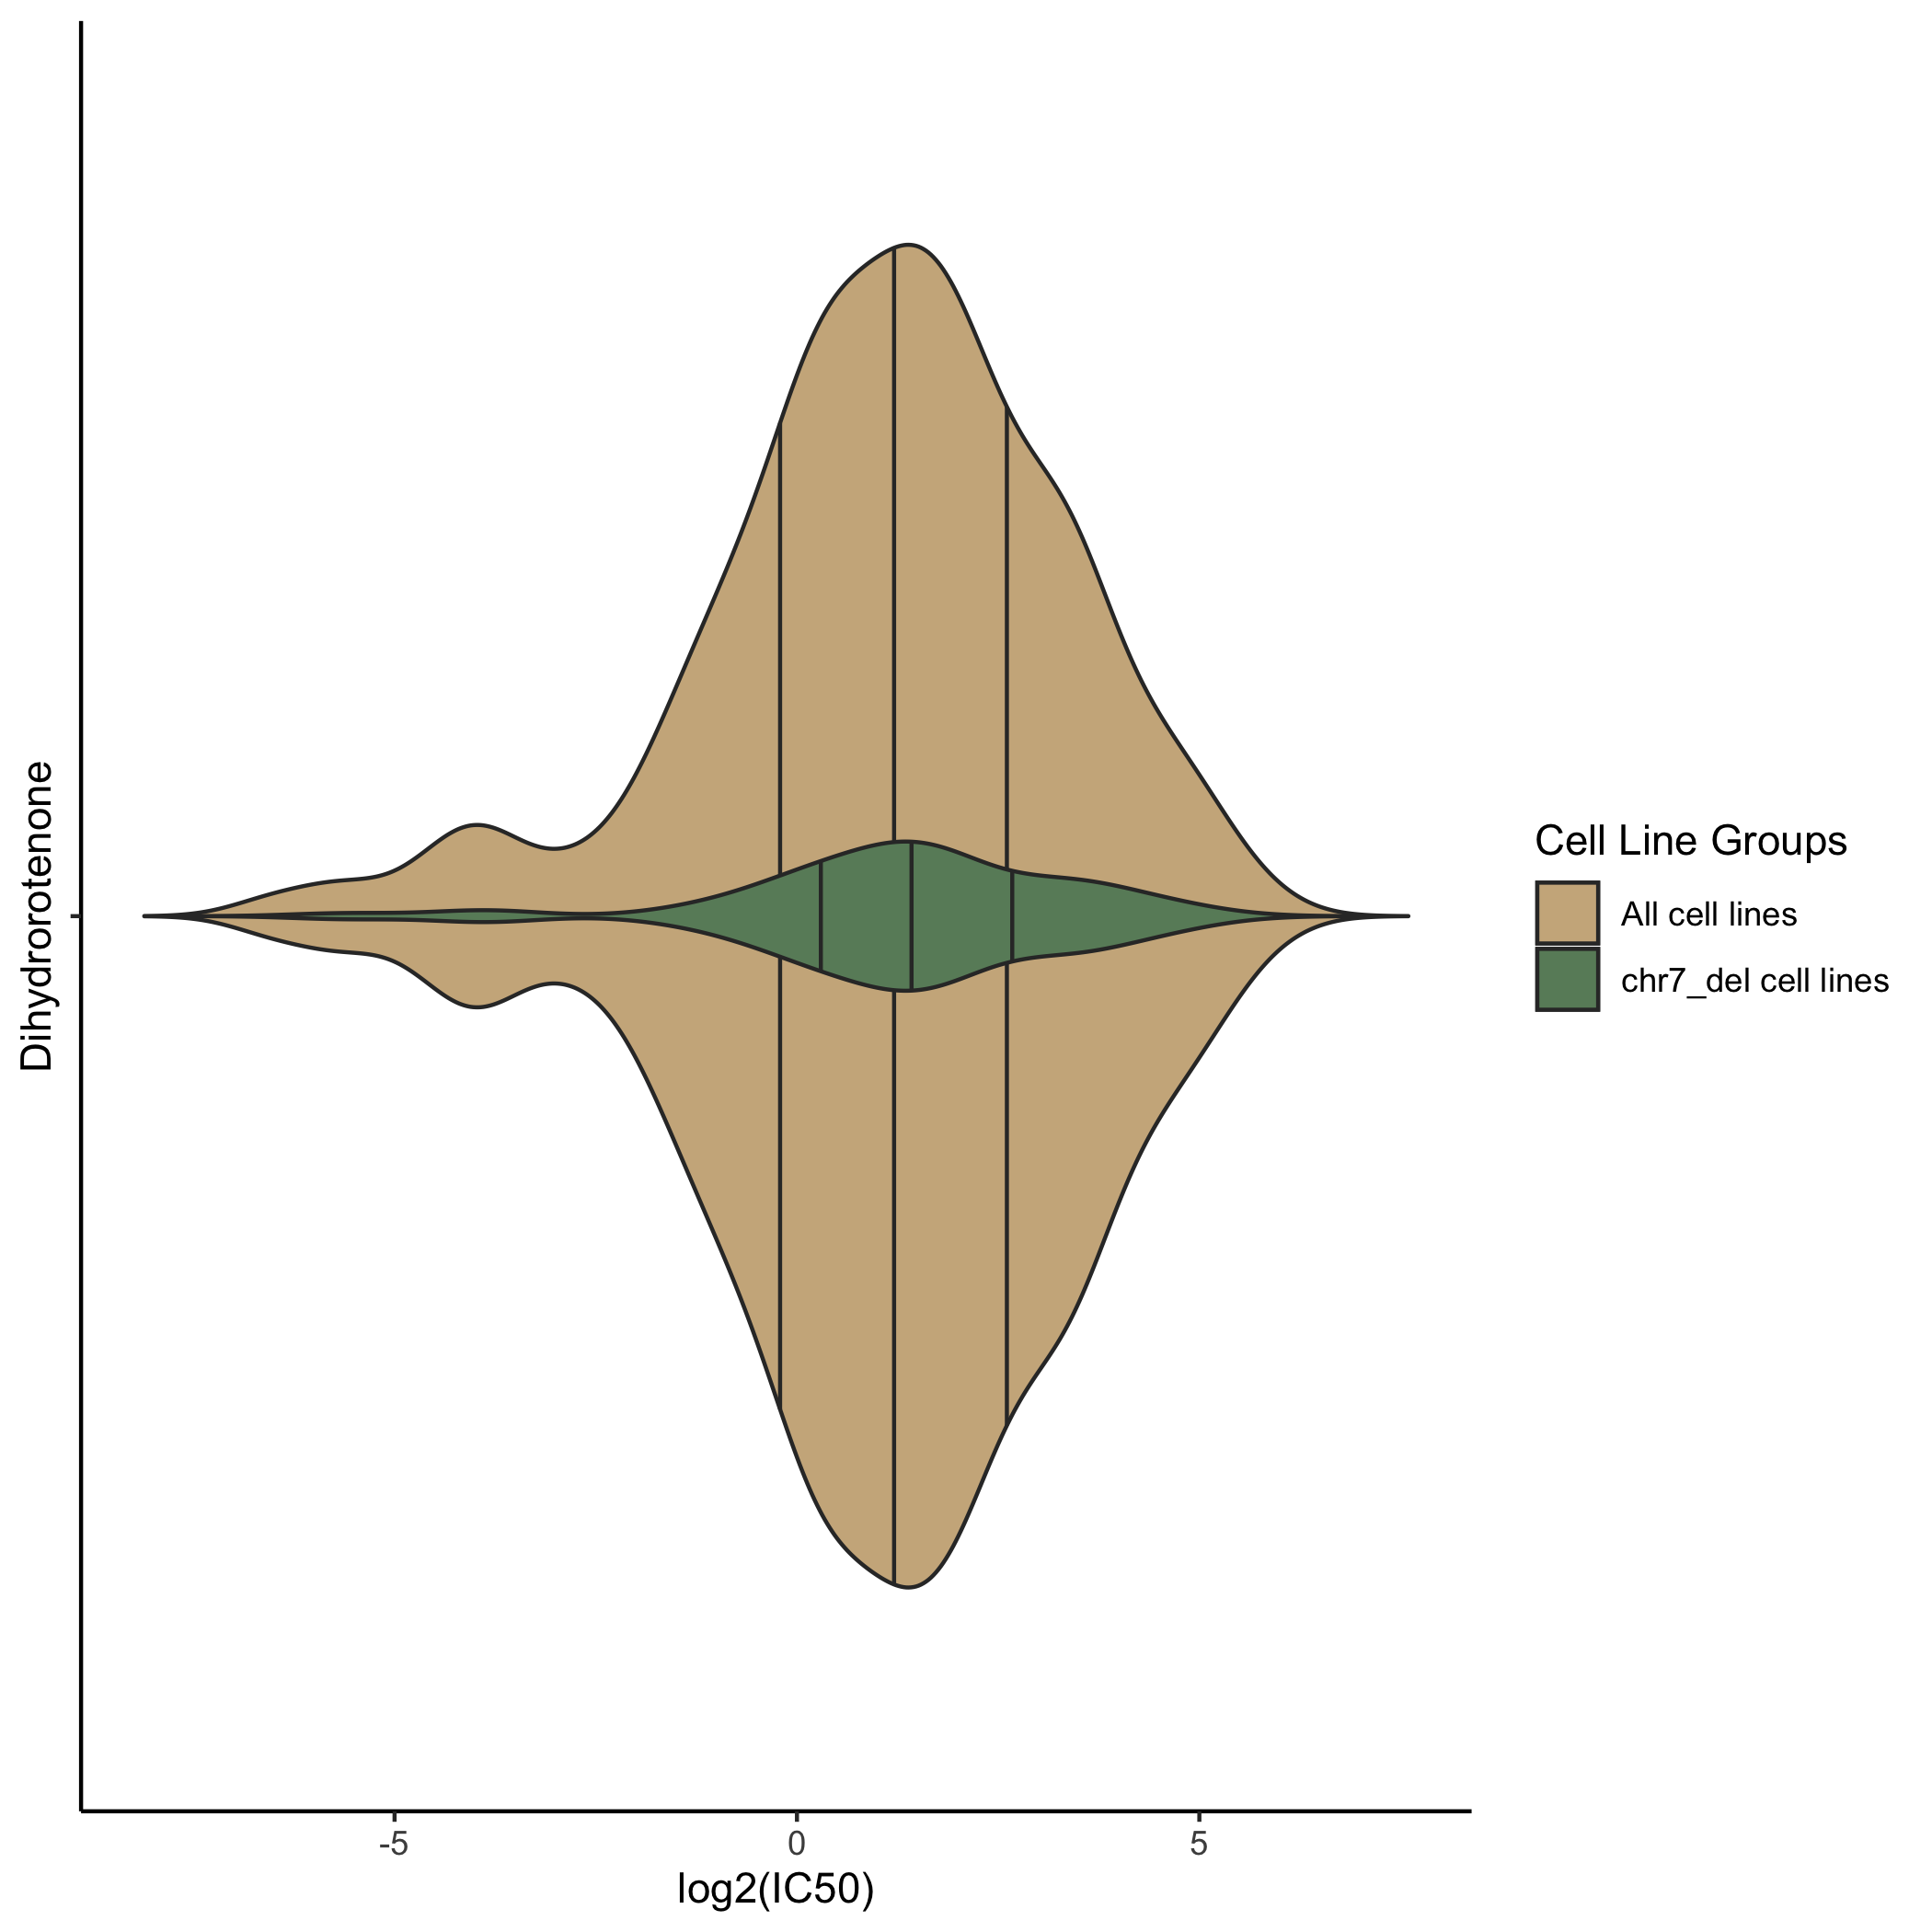 Dihydrorotenone
-5
0
5
log2(IC50)
Cell Line Groups
All cell lines
chr7_del cell lines